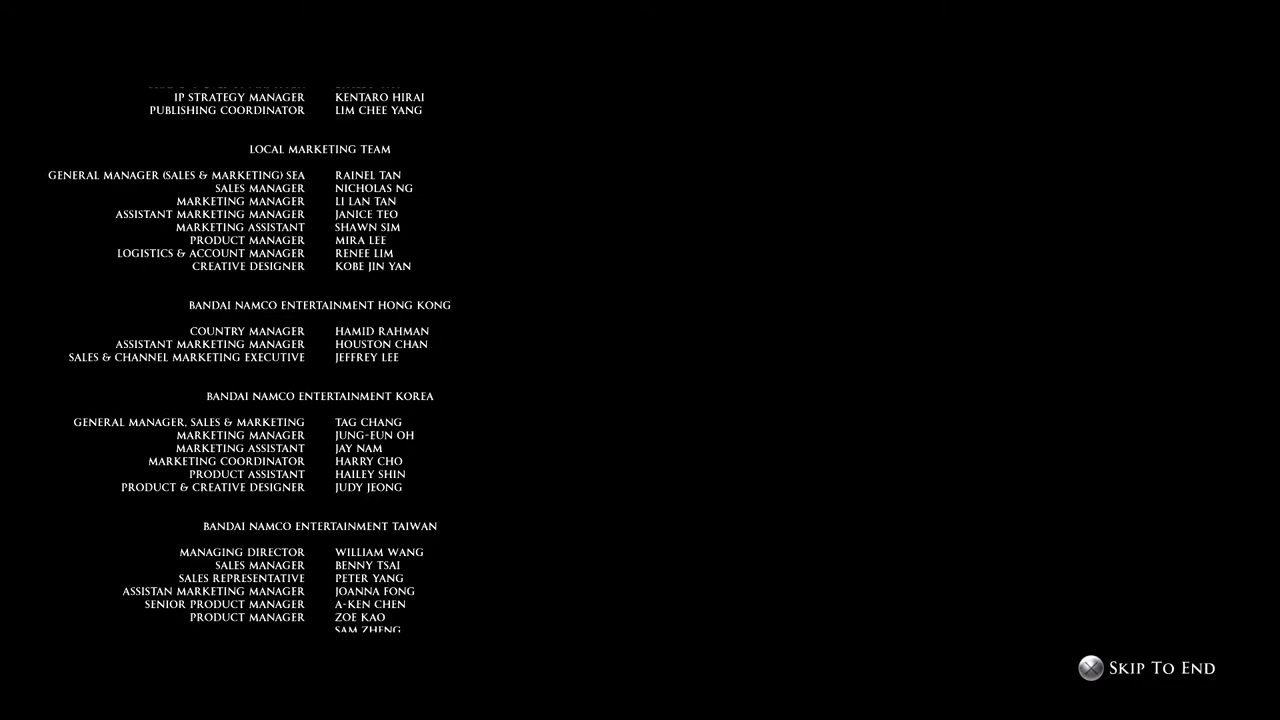 IP STRATEGY MANAGER KENTARO HIRAI
PUBLISHING COORDINATOR LIM CHEE YANG
LOCAL MARKETING TEAM
GENERAL MANAGER (SALES & MARKETING) SEA RAINEL TAN
SALES MANAGER NICHOLAS NG
MARKETING MANAGER LI LAN TAN
ASSISTANT MARKETING MANAGER JANICE TEO
MARKETING ASSISTANT SHAWN SIM
PRODUCT MANAGER MIRA LEE
LOGISTICS & ACCOUNT MANAGER RENEE LIM
CREATIVE DESIGNER KOBE JIN YAN
BANDAI NAMCO ENTERTAINMENT HONG KONG
COUNTRY MANAGER HAMID RAHMAN
ASSISTANT MARKETING MANAGER HOUSTON CHAN
SALES & CHANNEL MARKETING EXECUTIVE JEFFREY LEE
BANDAI NAMCO ENTERTAINMENT KOREA
GENERAL MANAGER, SALES & MARKETING TAG CHANG
MARKETING MANAGER JUNG-EUN OH
MARKETING ASSISTANT JAY NAM
MARKETING COORDINATOR HARRY CHO
PRODUCT ASSISTANT HAILEY SHIN
PRODUCT & CREATIVE DESIGNER JUDY JEONG
BANDAI NAMCO ENTERTAINMENT TAIWAN
MANAGING DIRECTOR WILLIAM WANG
SALES MANAGER BENNY TSAI
SALES REPRESENTATIVE PETER YANG
ASSISTAN MARKETING MANAGER JOANNA FONG
SENIOR PRODUCT MANAGER A-KEN CHEN
PRODUCT MANAGER ZOE KAO
SAM ZHENG
SKIP TO END